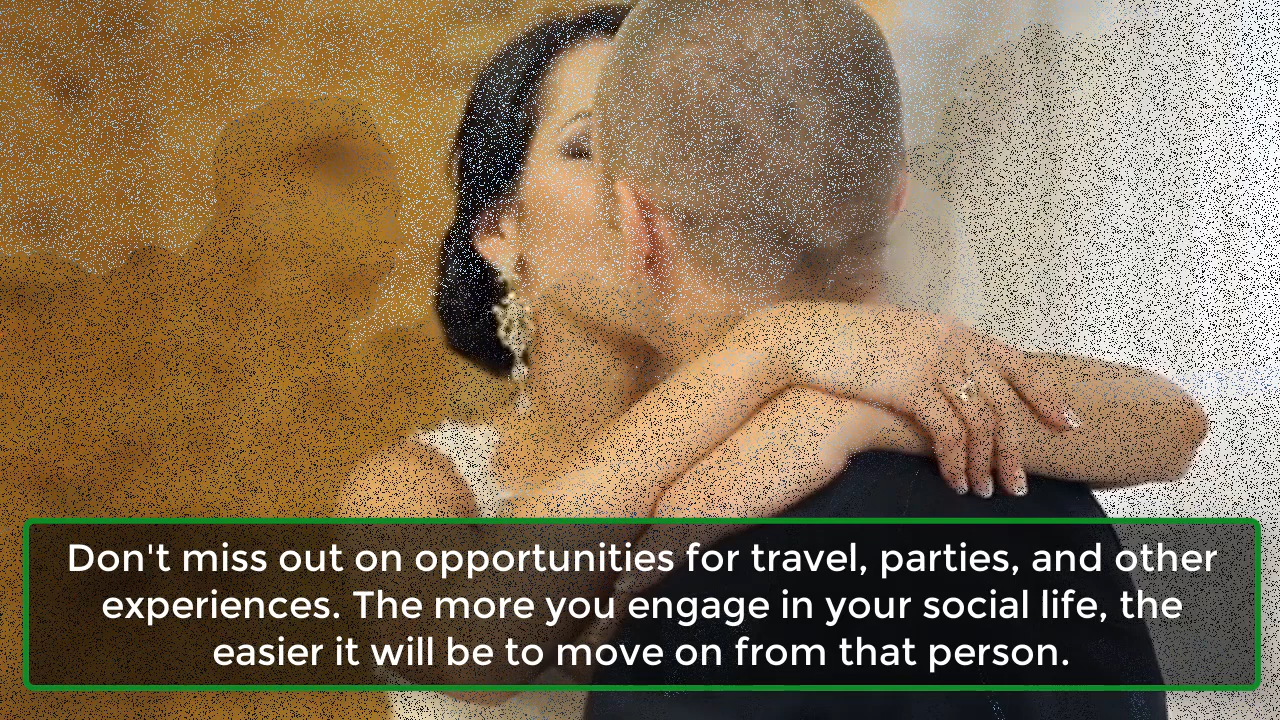 Don't miss out on opportunities for travel, parties, and other
experiences. The more you engage in your social life, the
easier it will be to move on from that person.